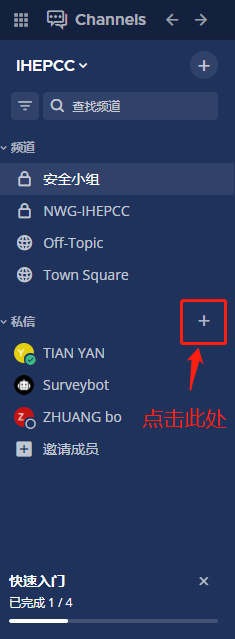 Channels
IHEPCC
查找频道
频道
安全小组
NWG-IHEPCC
Off-Topic
Town Square
私信
TIAN YAN
Surveybot
ZHUANG bo
点击此处
邀请成员
快速入门
已完成 1 / 4